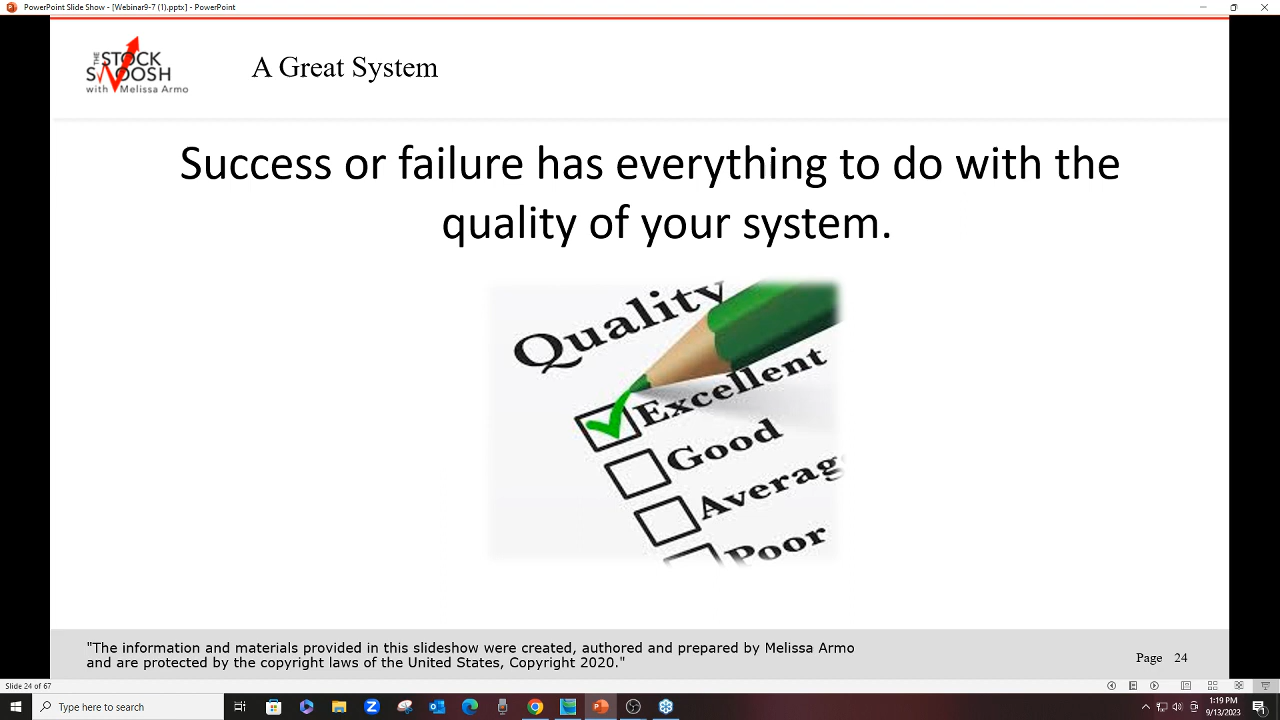 PowerPoint Slide Show - [Webinar9-7 (1).pptx] - PowerPoint
THE
STOCK
SWOOSH
with Melissa Armo
A Great System
Success or failure has everything to do with the
quality of your system.
Quality
Excellent
Good
Average
Poor
"The information and materials provided in this slideshow were created, authored and prepared by Melissa Armo
and are protected by the copyright laws of the United States, Copyright 2020."
Page 24
Slide 24 of 67
Type here to search
1:19 PM
9/13/2023